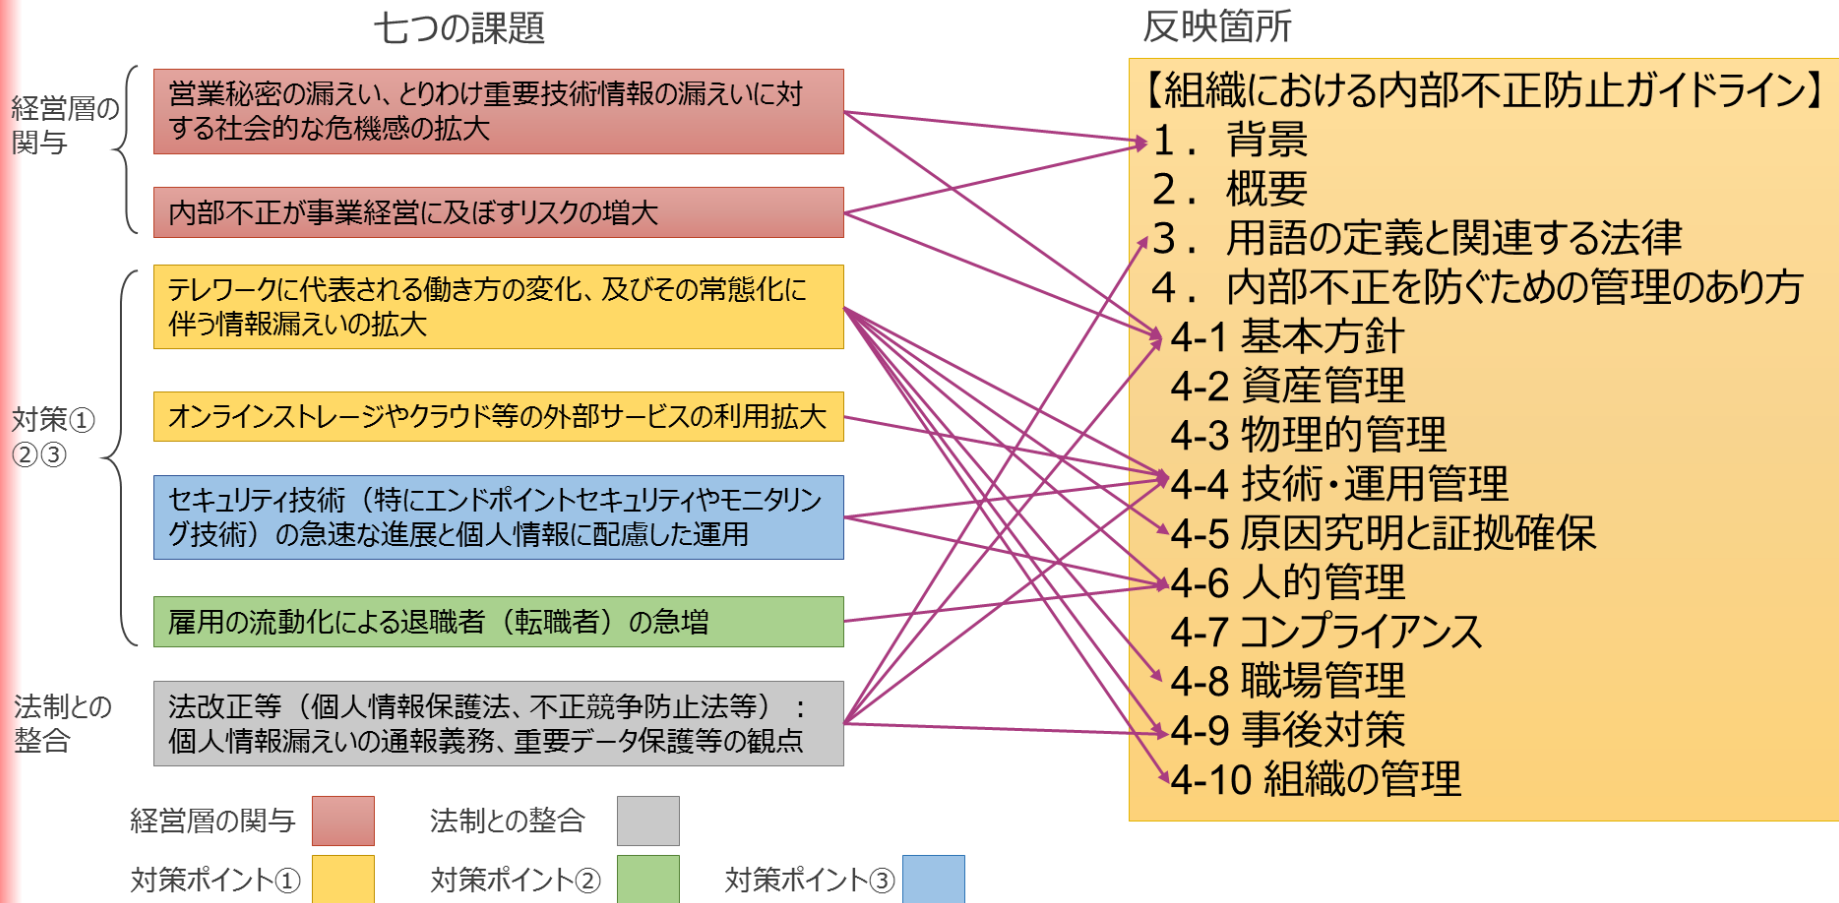 七つの課題
反映箇所
経営層の
関与
営業秘密の漏えい、とりわけ重要技術情報の漏えいに対
する社会的な危機感の拡大
内部不正が事業経営に及ぼすリスクの増大
対策①
②③
テレワークに代表される働き方の変化、及びその常態化に
伴う情報漏えいの拡大
オンラインストレージやクラウド等の外部サービスの利用拡大
セキュリティ技術（特にエンドポイントセキュリティやモニタリン
グ技術）の急速な進展と個人情報に配慮した運用
雇用の流動化による退職者（転職者）の急増
法制との
整合
法改正等（個人情報保護法、不正競争防止法等）：
個人情報漏えいの通報義務、重要データ保護等の観点
【組織における内部不正防止ガイドライン】
１．背景
２．概要
３．用語の定義と関連する法律
４．内部不正を防ぐための管理のあり方
4-1 基本方針
4-2 資産管理
4-3 物理的管理
4-4 技術・運用管理
4-5 原因究明と証拠確保
4-6 人的管理
4-7 コンプライアンス
4-8 職場管理
4-9 事後対策
4-10 組織の管理
経営層の関与
法制との整合
対策ポイント①
対策ポイント②
対策ポイント③